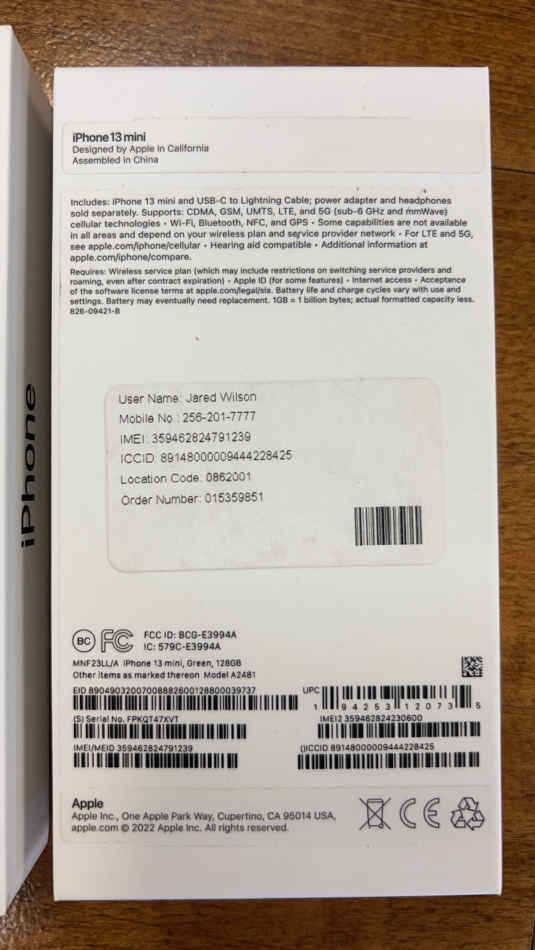 iPhone
iPhone 13 mini
Designed by Apple in California
Assembled in China
Includes: iPhone 13 mini and USB-C to Lightning Cable; power adapter and headphones
sold separately. Supports: CDMA, GSM, UMTS, LTE, and 5G (sub-6 GHz and mmWave)
cellular technologies • Wi-Fi, Bluetooth, NFC, and GPS • Some capabilities are not available
in all areas and depend on your wireless plan and service provider network • For LTE and 5G,
see apple.com/iphone/cellular • Hearing aid compatible • Additional information at
apple.com/iphone/compare.
Requires: Wireless service plan (which may include restrictions on switching service providers and
roaming, even after contract expiration) • Apple ID (for some features) • Internet access • Acceptance
of the software license terms at apple.com/legal/sla. Battery life and charge cycles vary with use and
settings. Battery may eventually need replacement. 1GB = 1 billion bytes; actual formatted capacity less.
826-09421-B
User Name: Jared Wilson
Mobile No.: 256-201-7777
IMEI: 359462824791239
ICCID: 89148000009444228425
Location Code: 0862001
Order Number: 015359851
BC FC FCC ID: BCG-E3994A
IC: 579C-E3994A
MNF23LL/A iPhone 13 mini, Green, 128GB
Other items as marked thereon Model A2481
EID 89049032007008882600128800039737
UPC
1 94253 12073 5
(S) Serial No. FPKQT47XVT
IMEI2 359462824230600
IMEI/MEID 359462824791239
()ICCID 89148000009444228425
Apple
Apple Inc., One Apple Park Way, Cupertino, CA 95014 USA,
apple.com © 2022 Apple Inc. All rights reserved.
CE